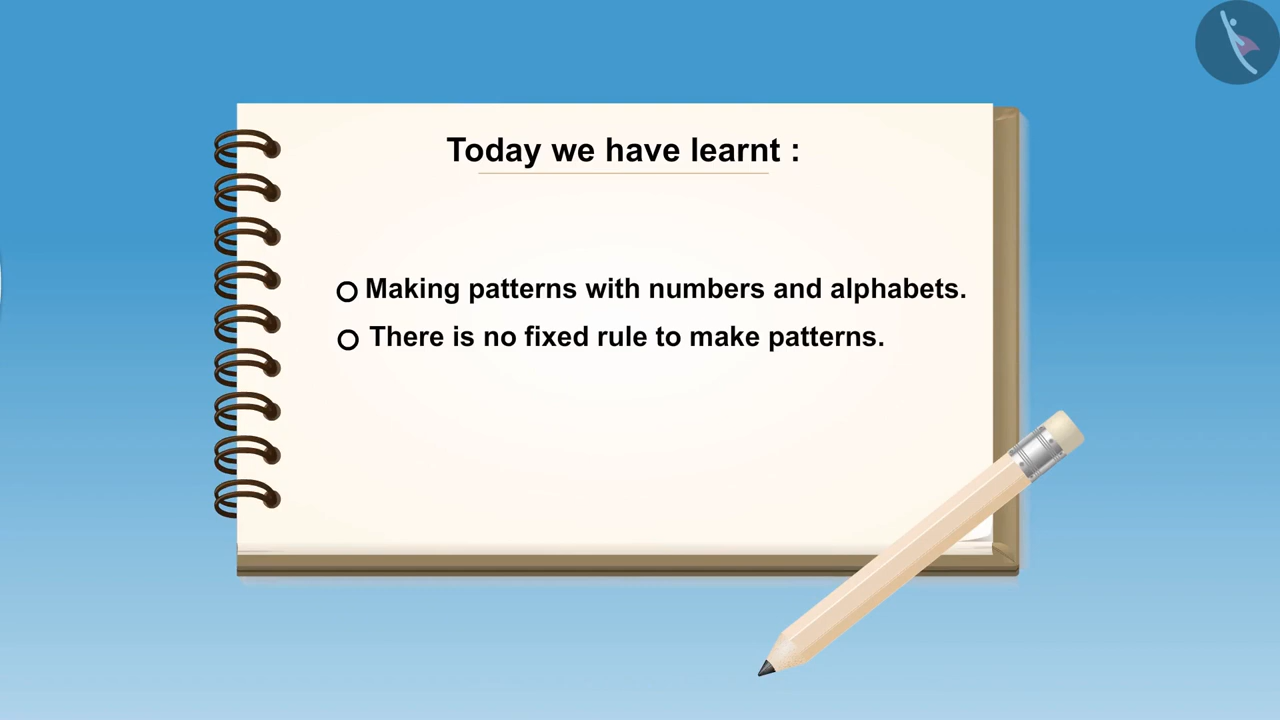 Today we have learnt :
Making patterns with numbers and alphabets.
There is no fixed rule to make patterns.